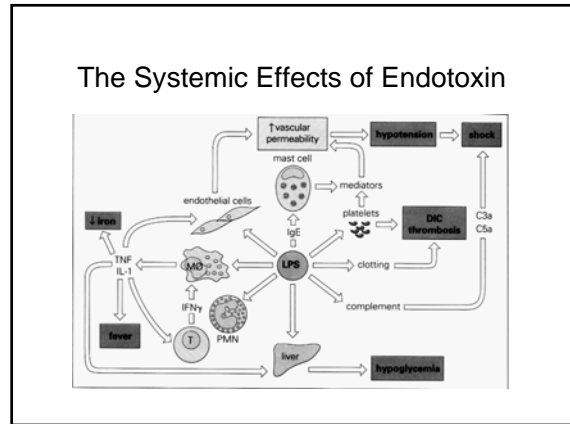 The Systemic Effects of Endotoxin
↑vascular
permeability
hypotension
shock
mast cell
mediators
endothelial cells
platelets
DIC
thrombosis
C3a
C5a
↓iron
IgE
TNF
IL-1
MØ
LPS
clotting
IFNγ
complement
fever
T
PMN
liver
hypoglycemia